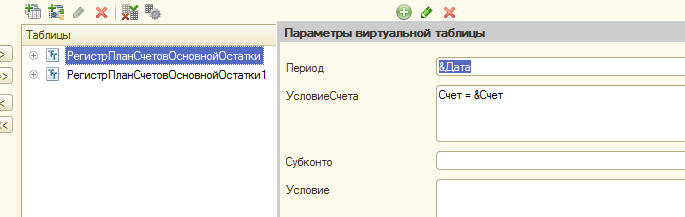 Таблицы
РегистрПланСчетовОсновнойОстатки
РегистрПланСчетовОсновнойОстатки1
Параметры виртуальной таблицы
Период
&Дата
УсловиеСчета
Счет = &Счет
Субконто
Условие